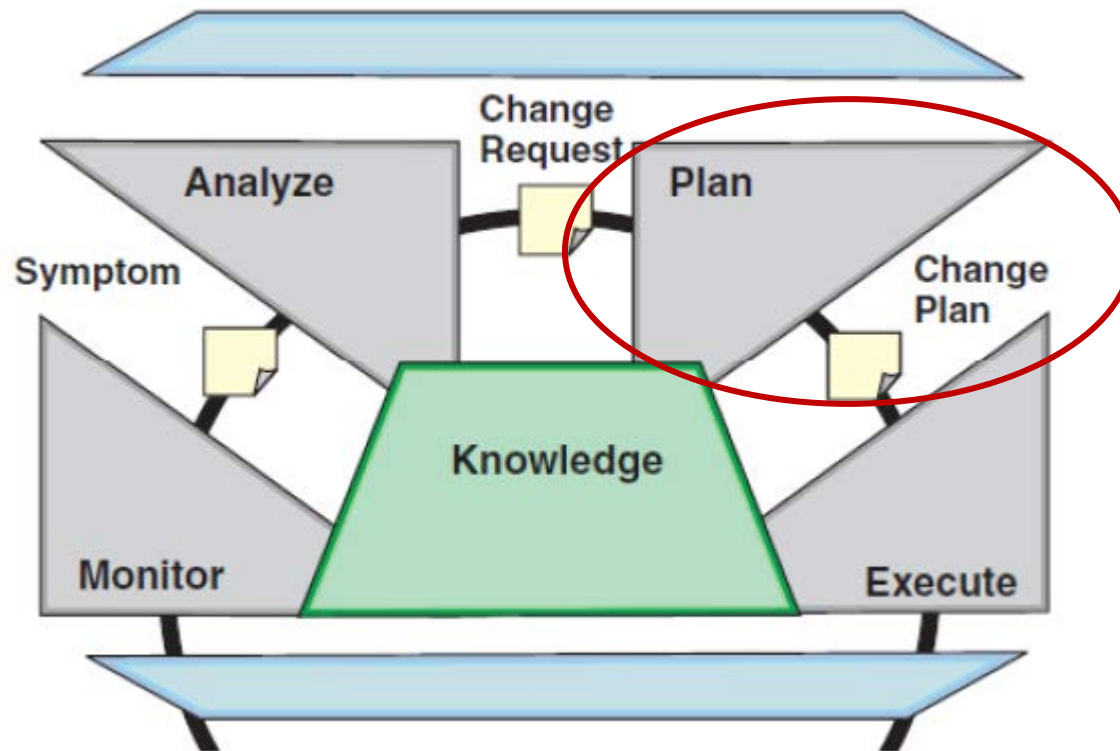 Change
Request
Analyze
Plan
Symptom
Change
Plan
Knowledge
Monitor
Execute